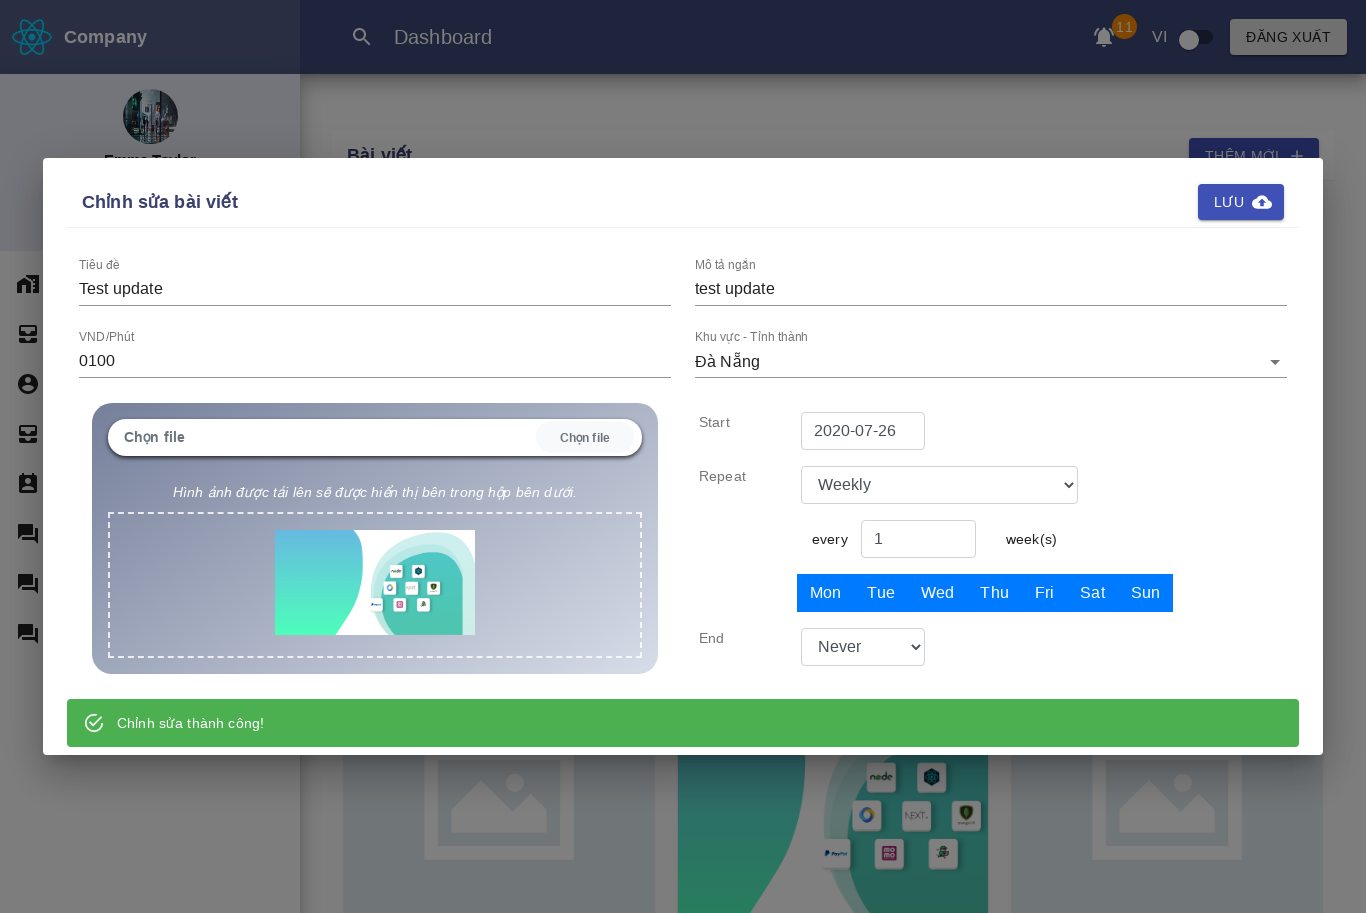 Company
Dashboard
11
VI
ĐĂNG XUẤT
Emma Taylor
Bài viết
THÊM MỚI
Chỉnh sửa bài viết
LƯU
Tiêu đề
Test update
Mô tả ngắn
test update
VND/Phút
0100
Khu vực - Tỉnh thành
Đà Nẵng
Chọn file
Chọn file
Hình ảnh được tải lên sẽ được hiển thị bên trong hộp bên dưới.
node
NEXT
PayPal
Start
2020-07-26
Repeat
Weekly
every
1
week(s)
Mon Tue Wed Thu Fri Sat Sun
End
Never
Chỉnh sửa thành công!
node
NEXT
PayPal